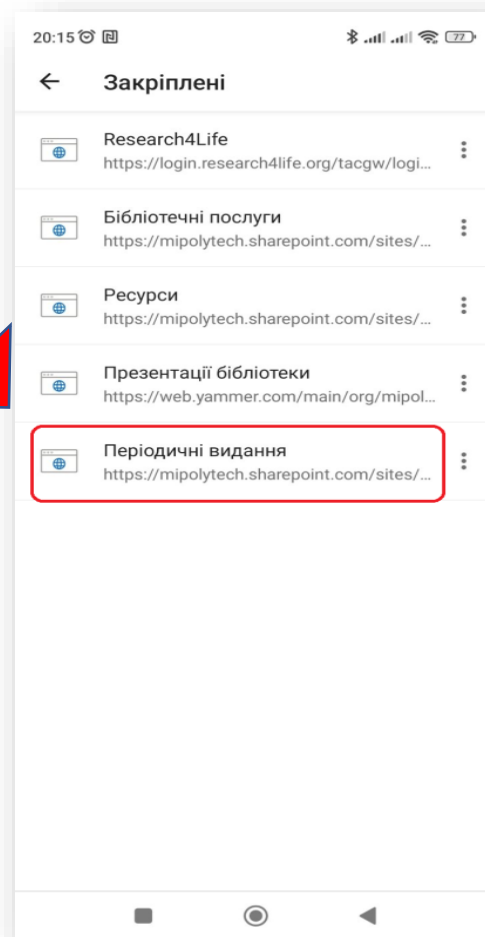 20:15
77
Закріплені
Research4Life
https://login.research4life.org/tacgw/logi...
Бібліотечні послуги
https://mipolytech.sharepoint.com/sites/...
Ресурси
https://mipolytech.sharepoint.com/sites/...
Презентації бібліотеки
https://web.yammer.com/main/org/mipol...
Періодичні видання
https://mipolytech.sharepoint.com/sites/...